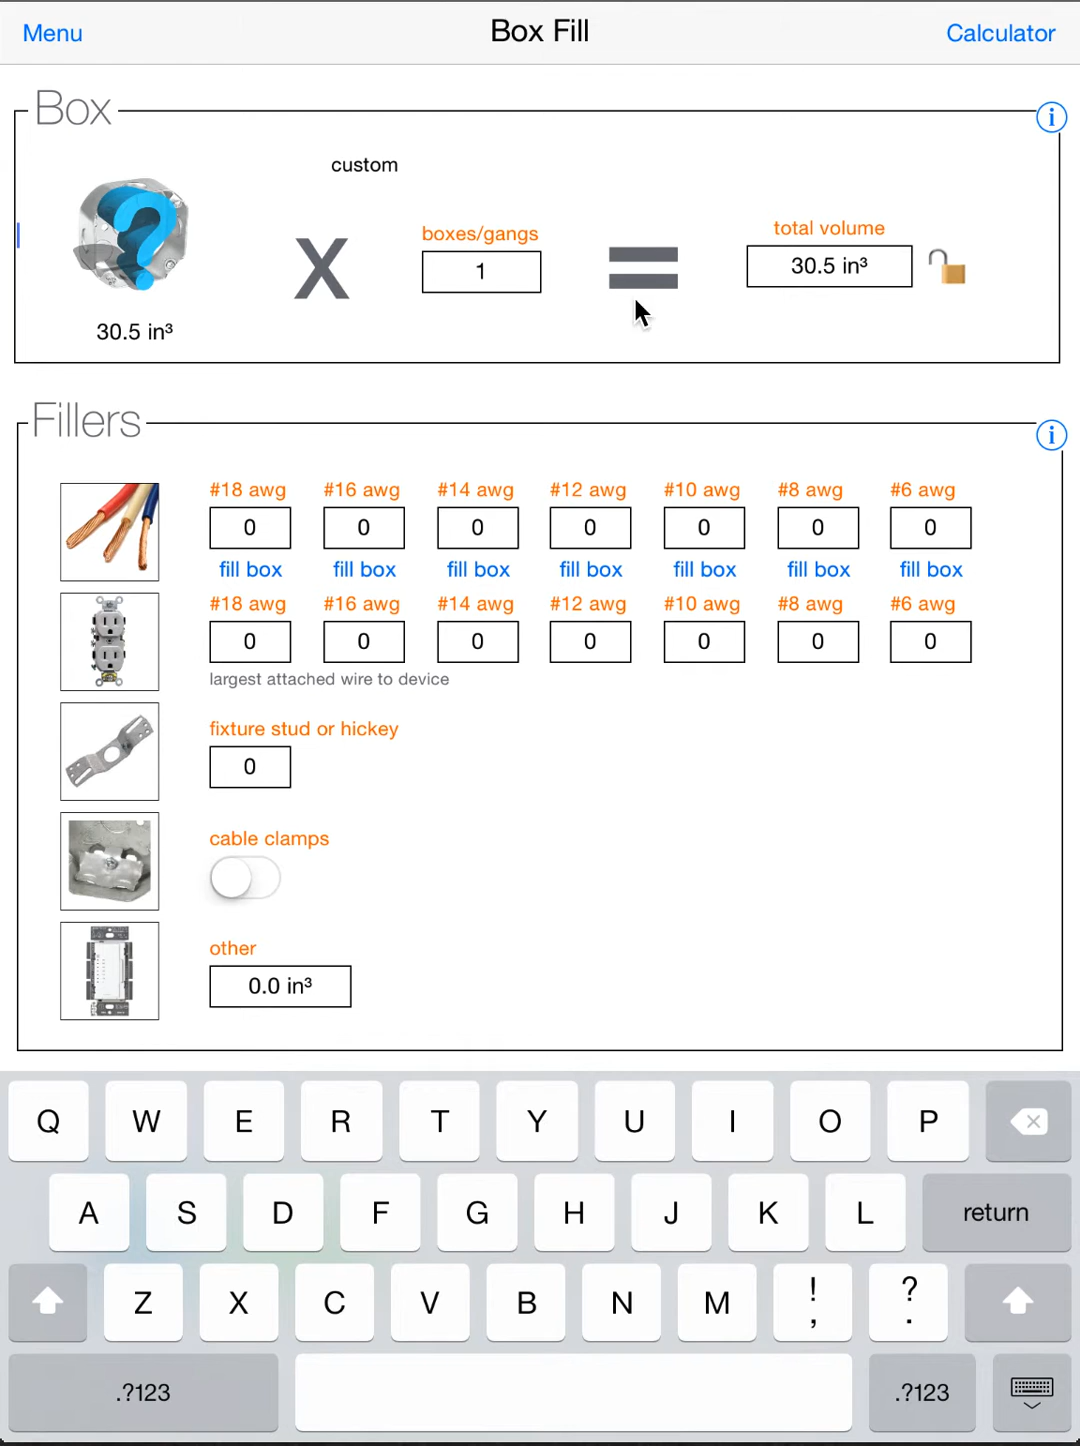 Menu
Box Fill
Calculator
Box
i
custom
boxes/gangs
total volume
X
1
30.5 in³
30.5 in³
Fillers
i
#18 awg #16 awg #14 awg #12 awg #10 awg #8 awg #6 awg
0 0 0 0 0 0 0
fill box fill box fill box fill box fill box fill box fill box
#18 awg #16 awg #14 awg #12 awg #10 awg #8 awg #6 awg
0 0 0 0 0 0 0
largest attached wire to device
fixture stud or hickey
0
cable clamps
other
0.0 in³
Q W E R T Y U I O P
A S D F G H J K L return
Z X C V B N M ! , ? .
.?123 .?123